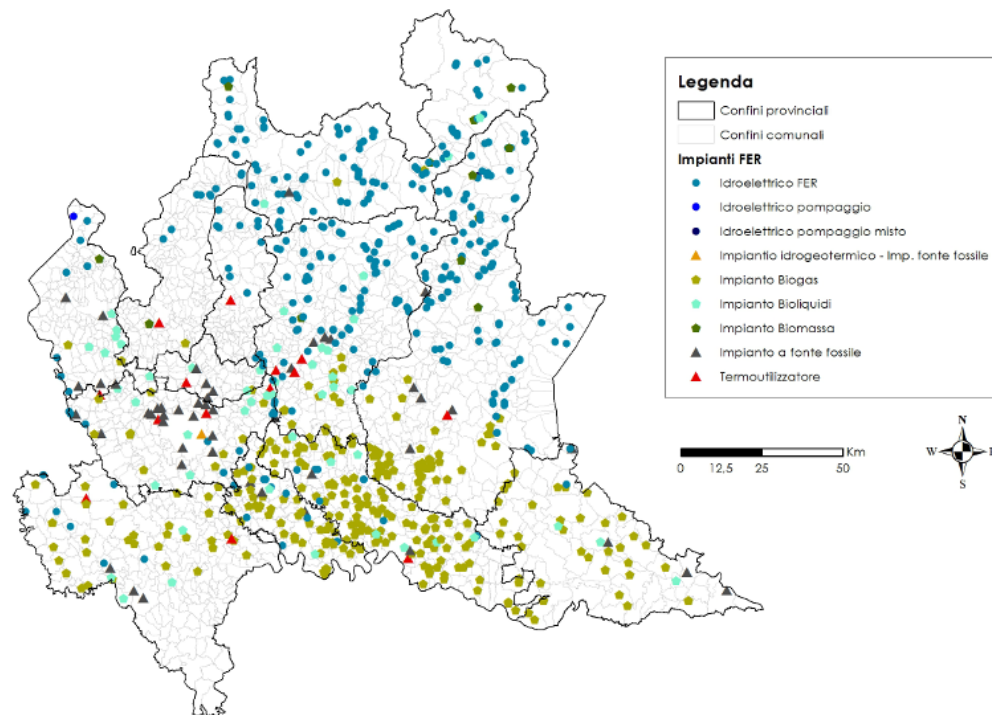 Legenda
Confini provinciali
Confini comunali
Impianti FER
Idroelettrico FER
Idroelettrico pompaggio
Idroelettrico pompaggio misto
Impiantio idrogeotermico - Imp. fonte fossile
Impianto Biogas
Impianto Bioliquidi
Impianto Biomassa
Impianto a fonte fossile
Termoutilizzatore
N
W
E
S
Km
0 12,5 25 50